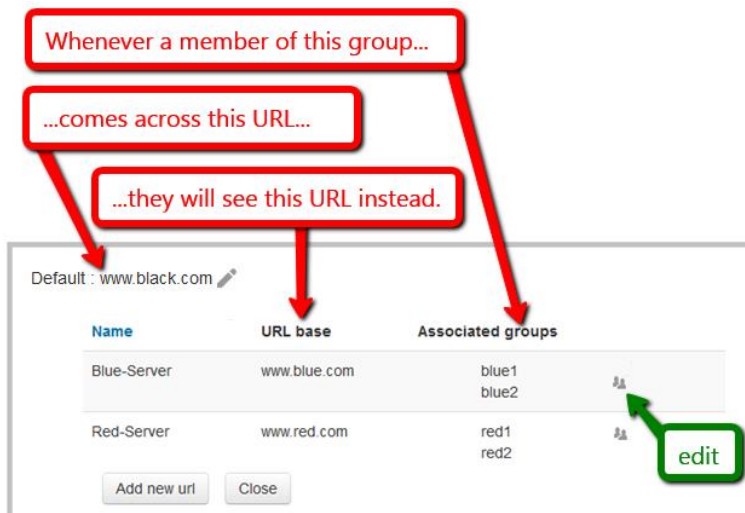 Whenever a member of this group...
...comes across this URL...
...they will see this URL instead.
Default : www.black.com
Name URL base Associated groups
Blue-Server www.blue.com blue1
blue2
Red-Server www.red.com red1
red2
edit
Add new url Close